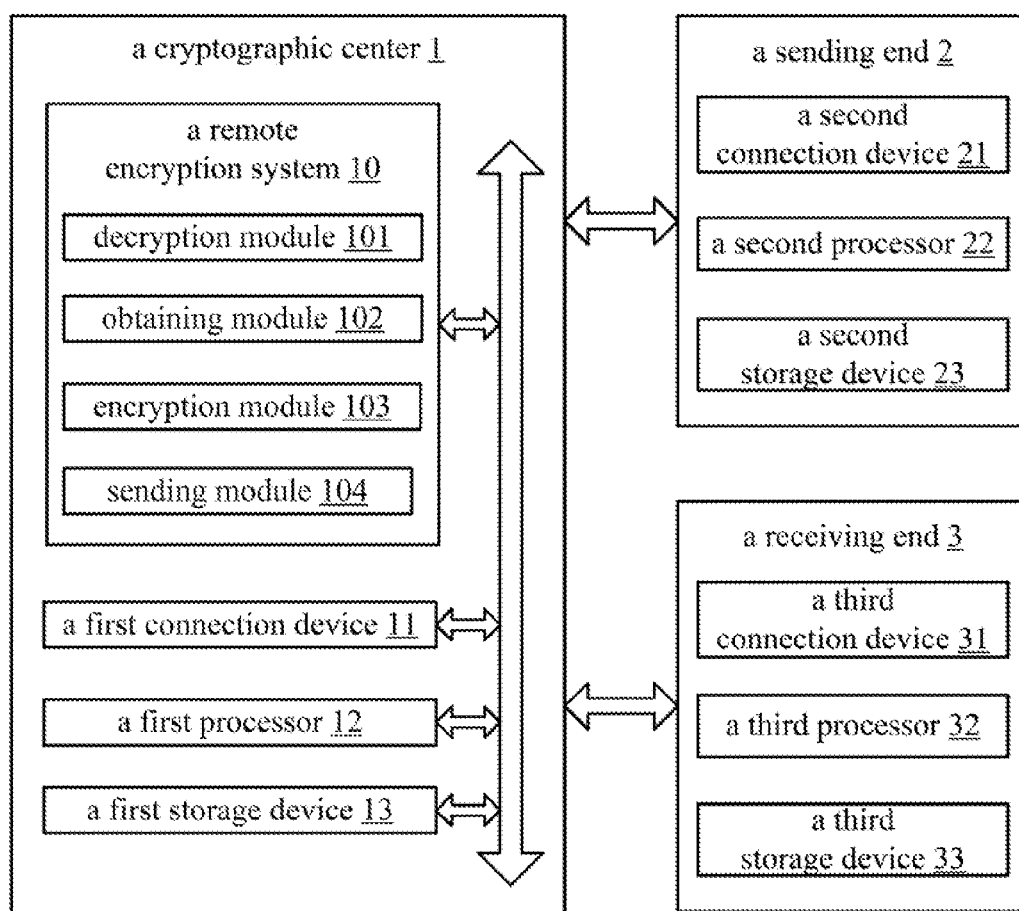 a cryptographic center 1
a remote
encryption system 10
decryption module 101
obtaining module 102
encryption module 103
sending module 104
a first connection device 11
a first processor 12
a first storage device 13
a sending end 2
a second
connection device 21
a second processor 22
a second
storage device 23
a receiving end 3
a third
connection device 31
a third processor 32
a third
storage device 33